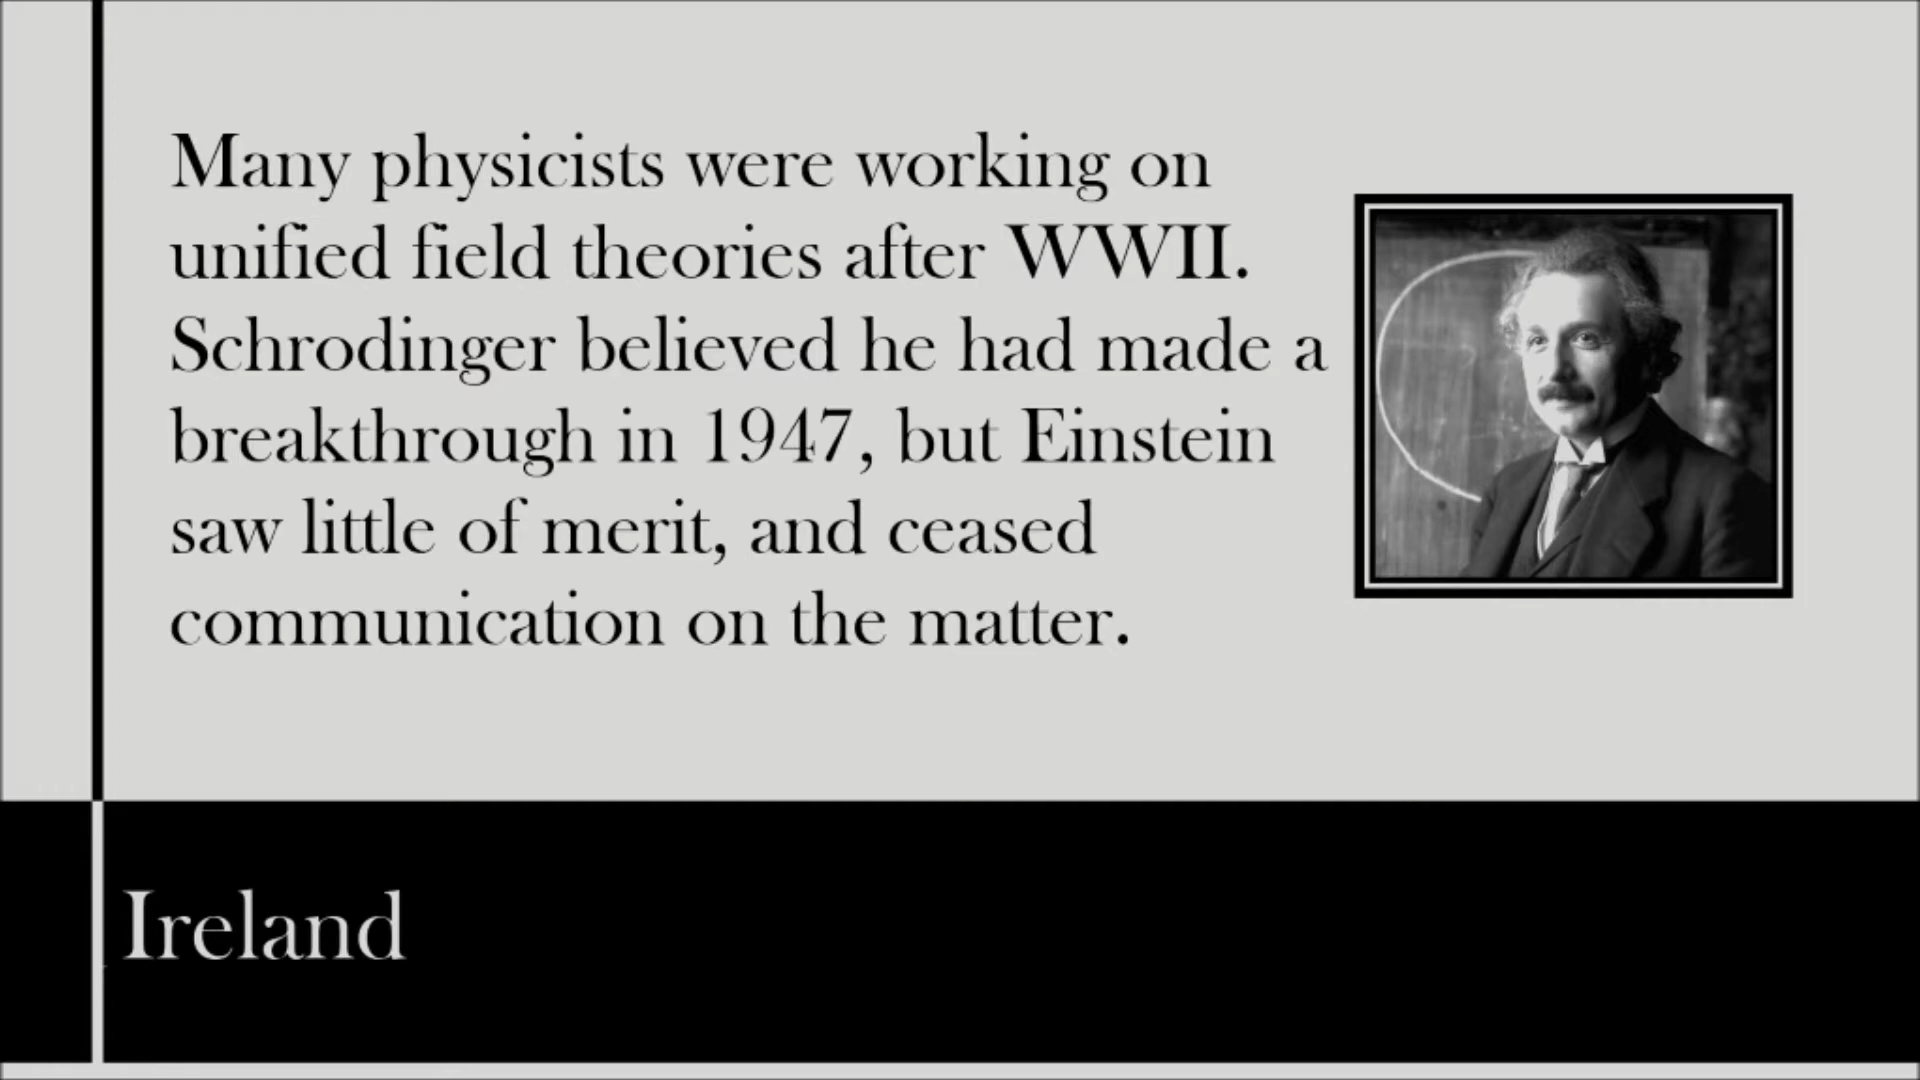 Many physicists were working on
unified field theories after WWII.
Schrodinger believed he had made a
breakthrough in 1947, but Einstein
saw little of merit, and ceased
communication on the matter.
Ireland